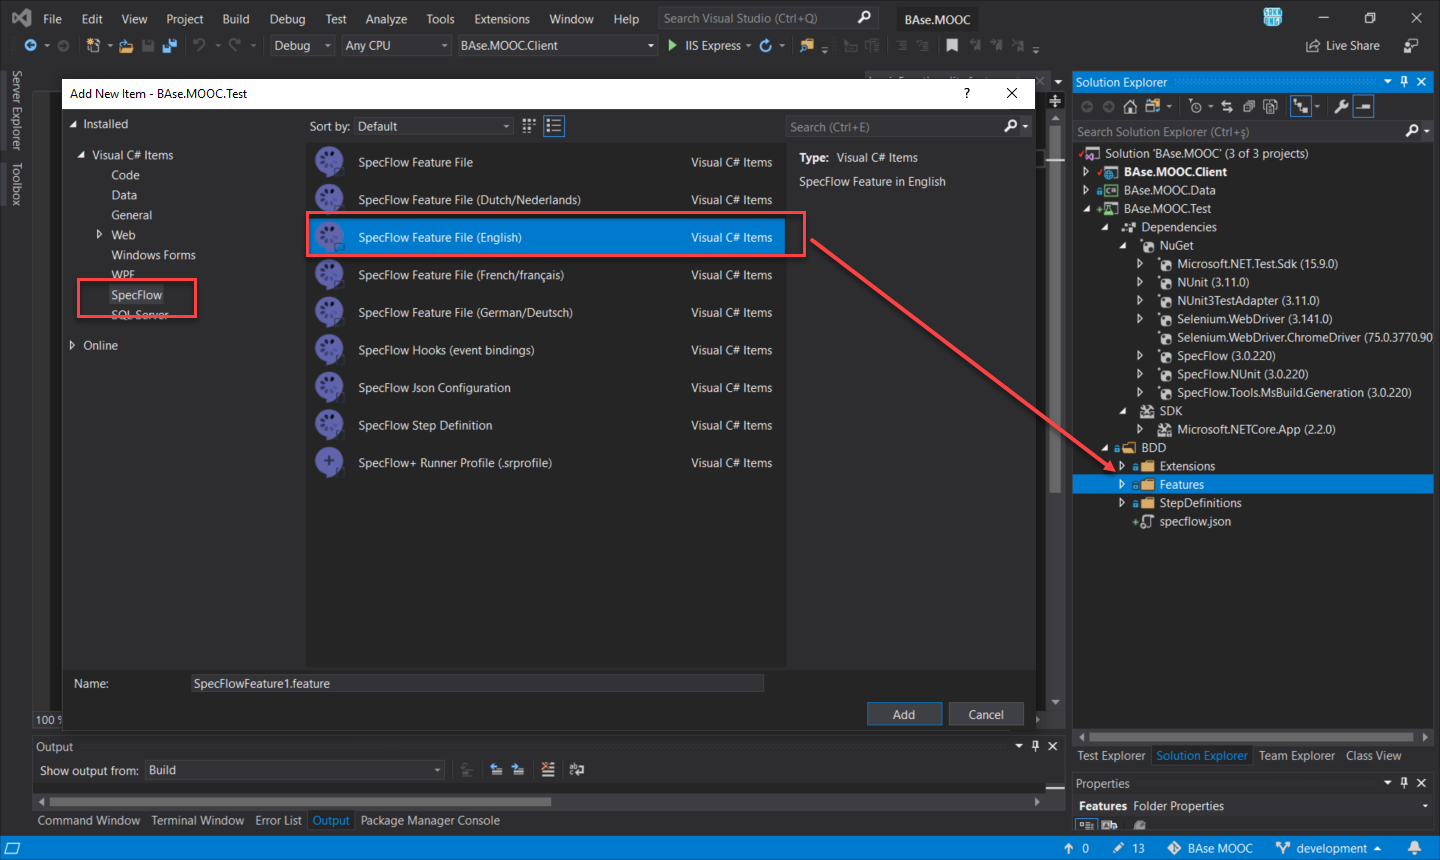 File Edit View Project Build Debug Test Analyze Tools Extensions Window Help Search Visual Studio (Ctrl+Q) BAse.MOOC
Debug Any CPU BAse.MOOC.Client IIS Express Live Share
Server Explorer
Toolbox
Add New Item - BAse.MOOC.Test ?
Installed
Visual C# Items
Code
Data
General
Web
Windows Forms
WPF
SpecFlow
SQL Server
Online
Sort by: Default
SpecFlow Feature File Visual C# Items
SpecFlow Feature File (Dutch/Nederlands) Visual C# Items
SpecFlow Feature File (English) Visual C# Items
SpecFlow Feature File (French/français) Visual C# Items
SpecFlow Feature File (German/Deutsch) Visual C# Items
SpecFlow Hooks (event bindings) Visual C# Items
SpecFlow Json Configuration Visual C# Items
SpecFlow Step Definition Visual C# Items
SpecFlow+ Runner Profile (.srprofile) Visual C# Items
Search (Ctrl+E)
Type: Visual C# Items
SpecFlow Feature in English
Name: SpecFlowFeature1.feature
Add Cancel
100 %
Output
Show output from: Build
Command Window Terminal Window Error List Output Package Manager Console
Solution Explorer
Search Solution Explorer (Ctrl+ş)
Solution 'BAse.MOOC' (3 of 3 projects)
BAse.MOOC.Client
C# BAse.MOOC.Data
BAse.MOOC.Test
Dependencies
NuGet
Microsoft.NET.Test.Sdk (15.9.0)
NUnit (3.11.0)
NUnit3TestAdapter (3.11.0)
Selenium.WebDriver (3.141.0)
Selenium.WebDriver.ChromeDriver (75.0.3770.90
SpecFlow (3.0.220)
SpecFlow.NUnit (3.0.220)
SpecFlow.Tools.MsBuild.Generation (3.0.220)
SDK
Microsoft.NETCore.App (2.2.0)
BDD
Extensions
Features
StepDefinitions
specflow.json
Test Explorer Solution Explorer Team Explorer Class View
Properties
Features Folder Properties
0 13 BAse MOOC development